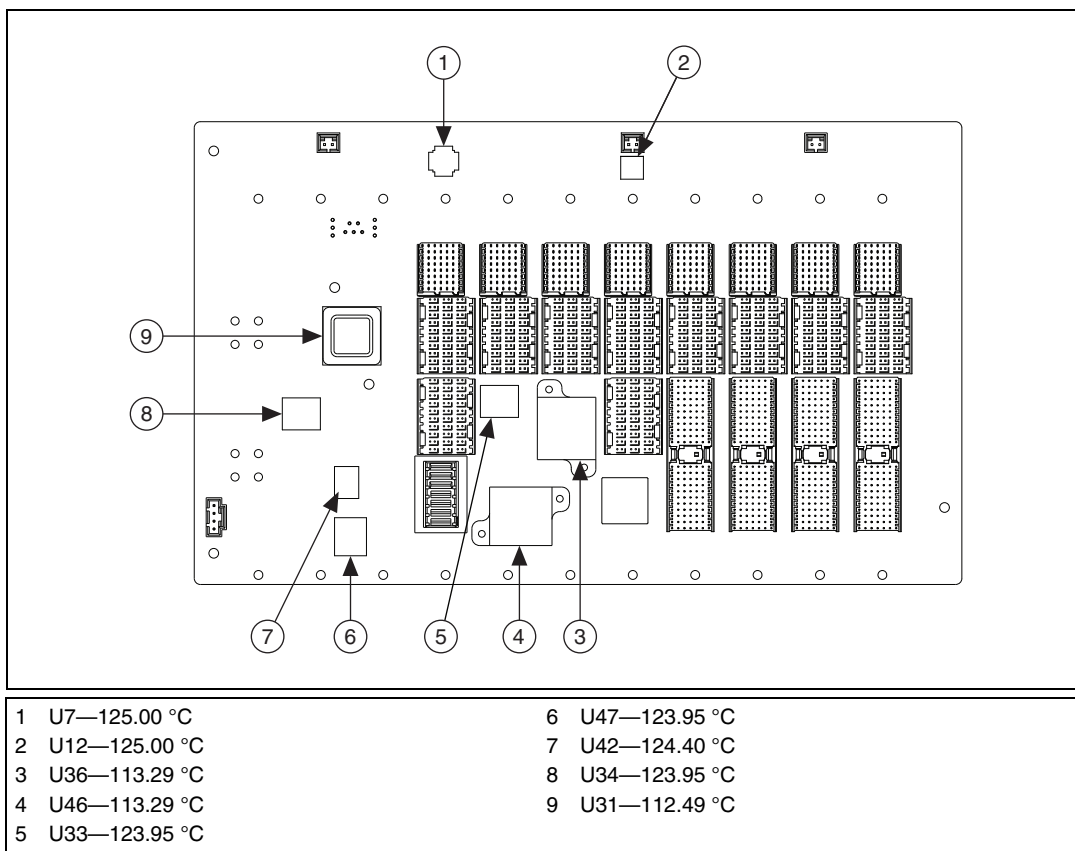 1
2
9
8
7
6
5
4
3
1 U7—125.00 °C
2 U12—125.00 °C
3 U36—113.29 °C
4 U46—113.29 °C
5 U33—123.95 °C
6 U47—123.95 °C
7 U42—124.40 °C
8 U34—123.95 °C
9 U31—112.49 °C